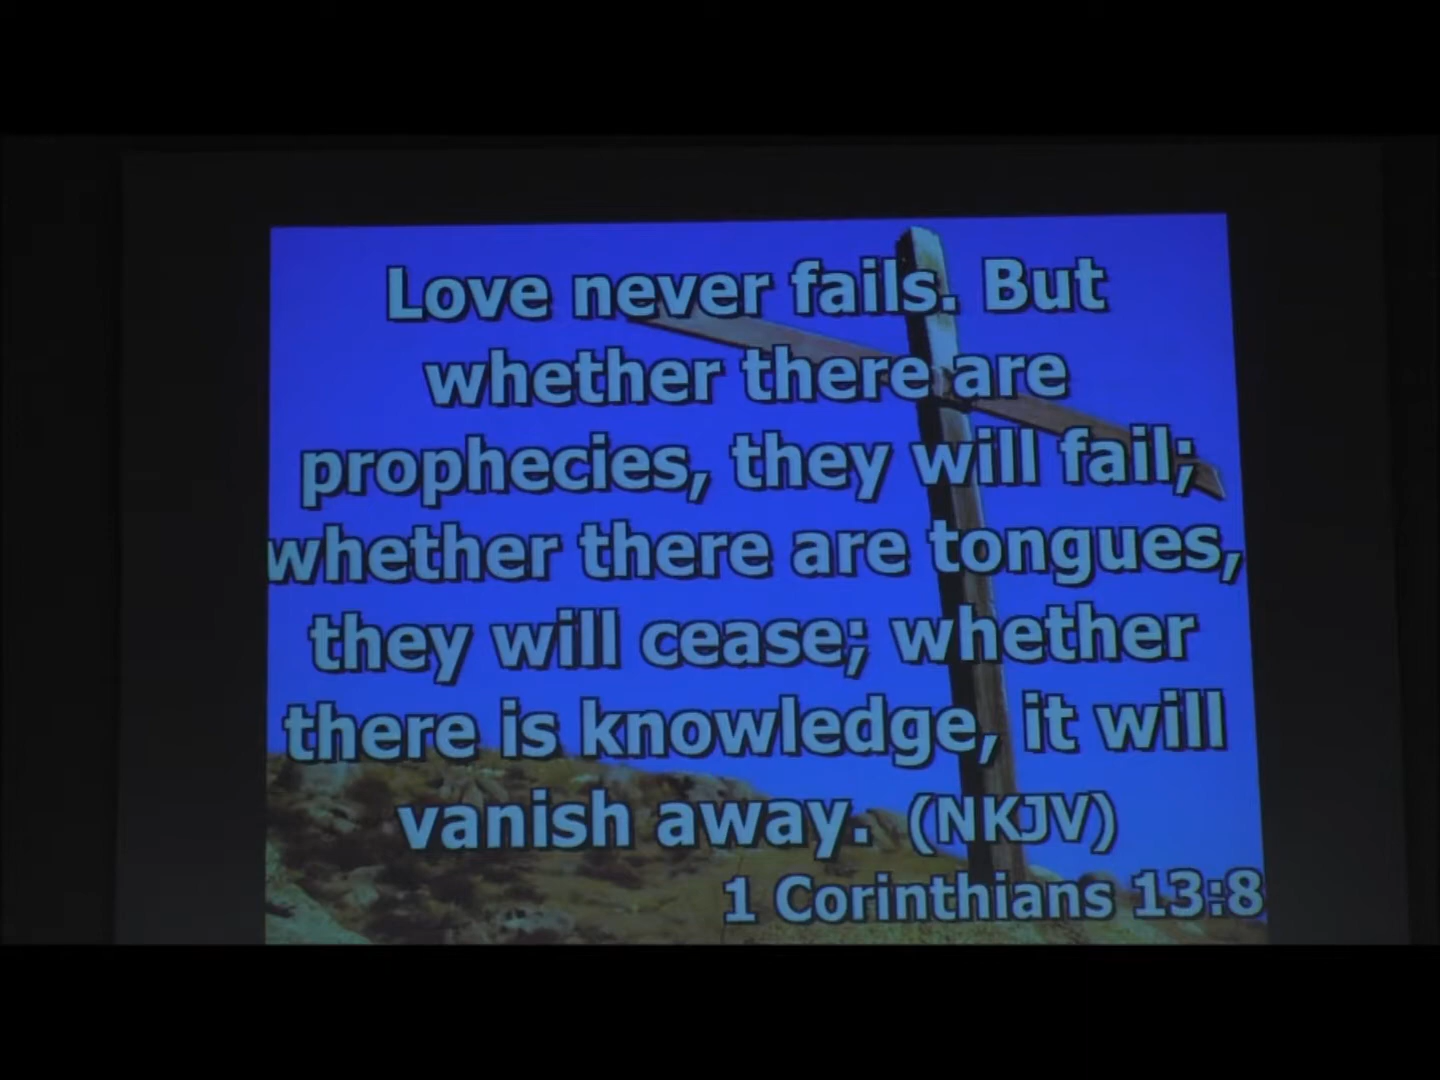 Love never fails. But
whether there are
prophecies, they will fail;
whether there are tongues,
they will cease; whether
there is knowledge, it will
vanish away. (NKJV)
1 Corinthians 13:8